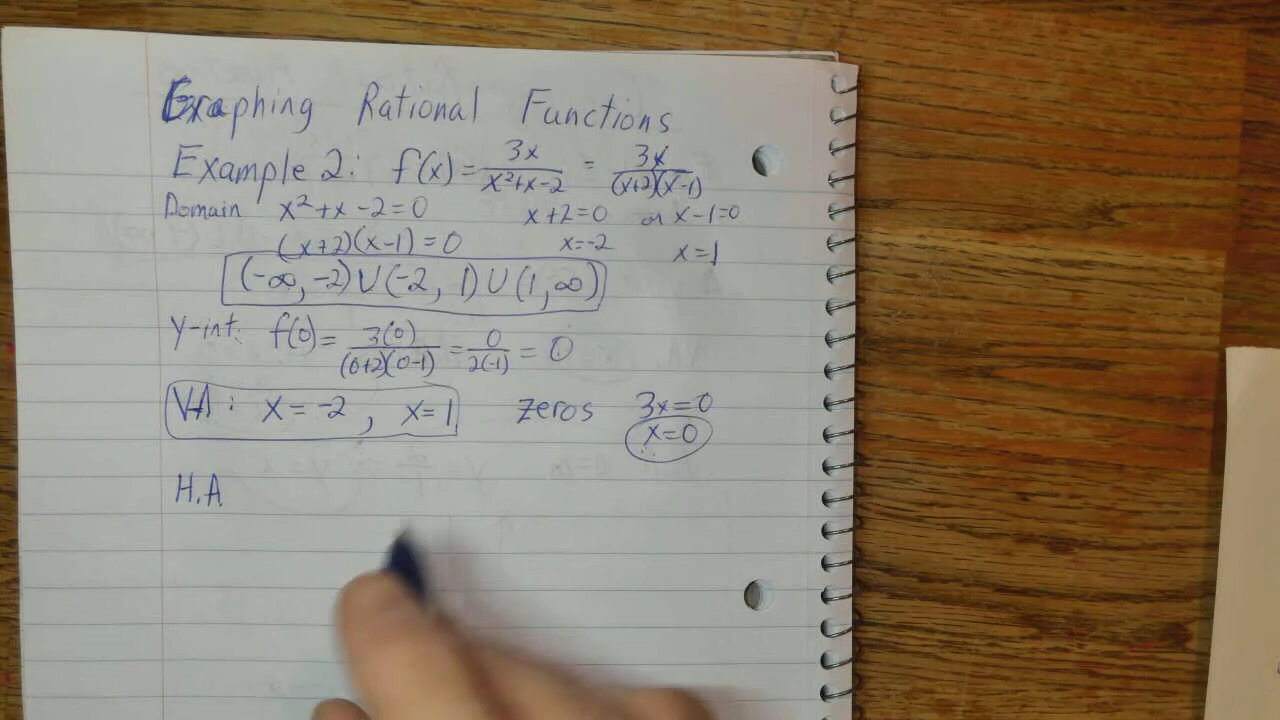 Graphing Rational Functions
Example 2: f(x) = 3x/(x²+x-2) = 3x/((x+2)(x-1))
Domain x²+x-2=0 x+2=0 or x-1=0
(x+2)(x-1)=0 x=-2 x=1
(-∞,-2)∪(-2,1)∪(1,∞)
Y-int: f(0)= 3(0)/((0+2)(0-1)) = 0/(2(-1)) = 0
VA: x=-2, x=1 zeros 3x=0
x=0
H.A